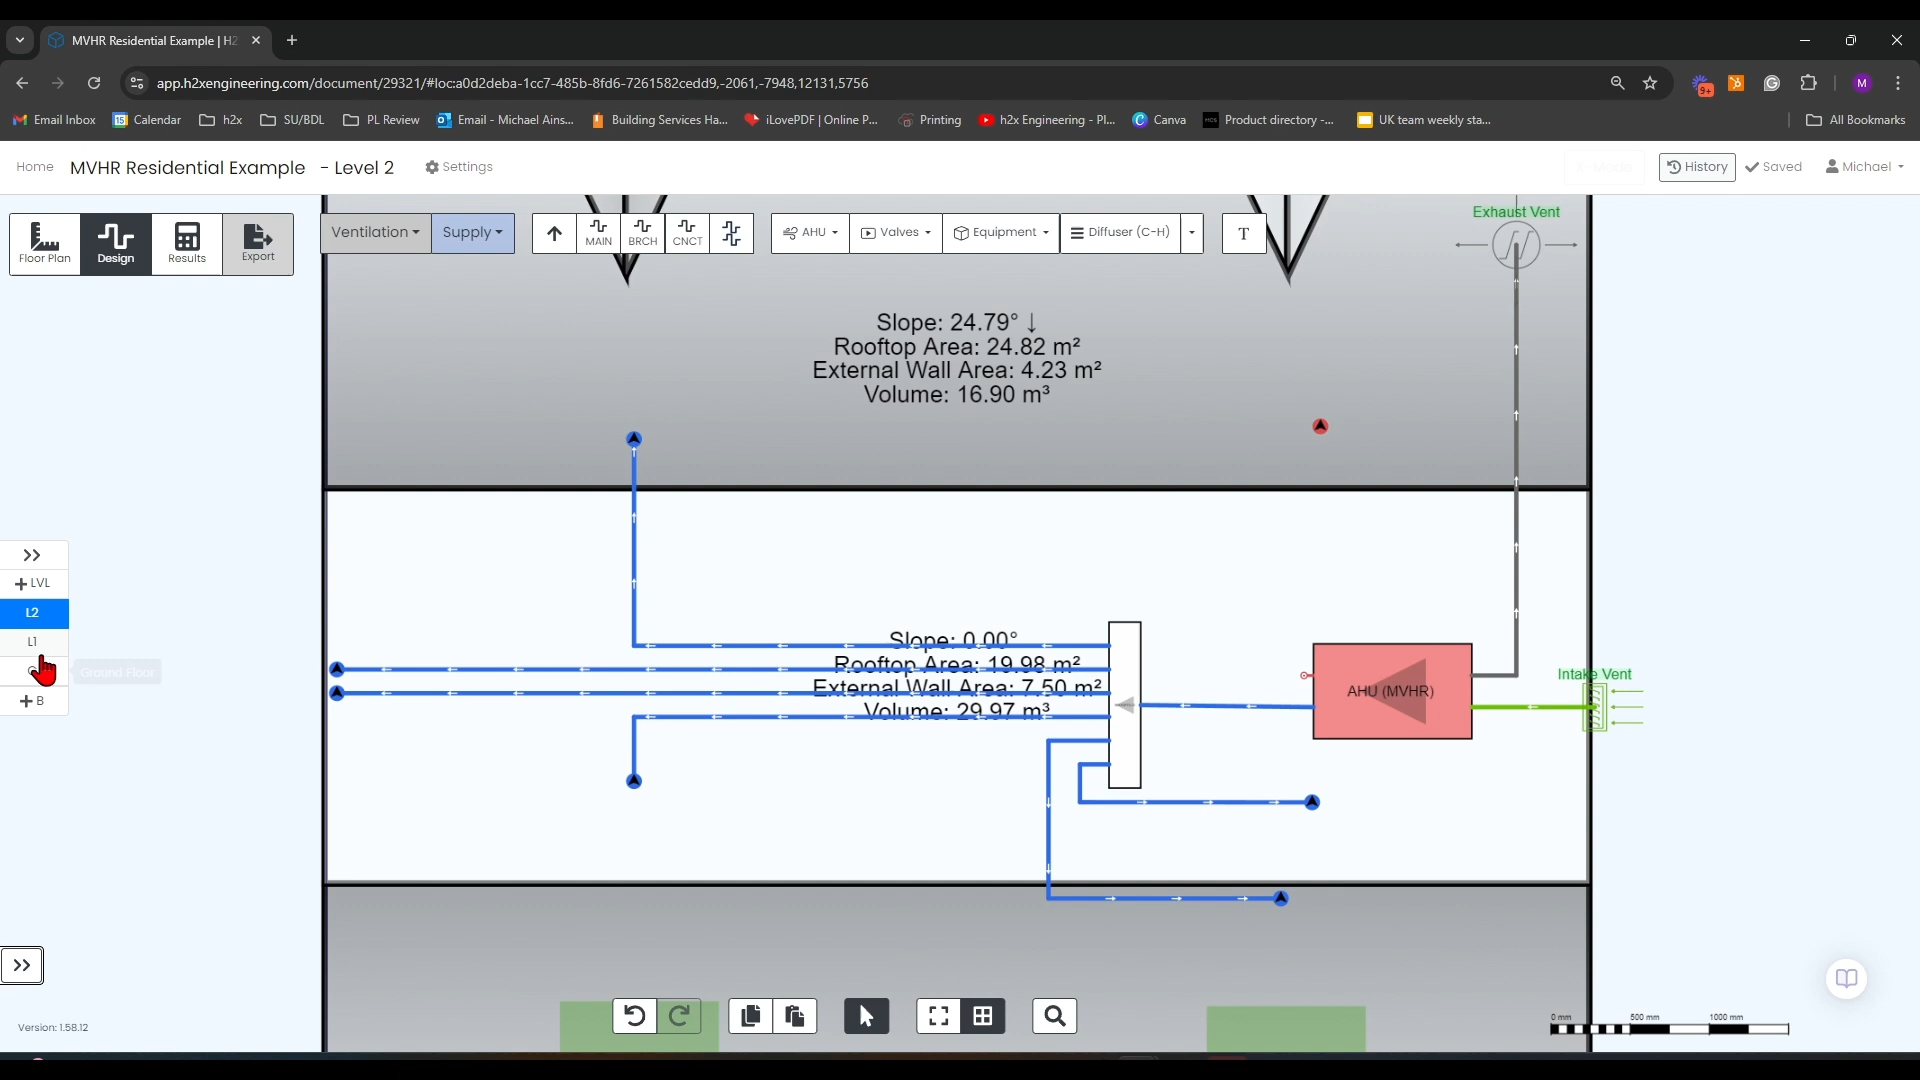 MVHR Residential Example | H2
app.h2xengineering.com/document/29321/#loc:a0d2deba-1cc7-485b-8fd6-7261582cedd9,-2061,-7948,12131,5756
9+
M
Email Inbox
15
Calendar
h2x
SU/BDL
PL Review
Email - Michael Ains...
Building Services Ha...
iLovePDF | Online P...
Printing
h2x Engineering - Pl...
Canva
Product directory -...
UK team weekly sta...
All Bookmarks
Home
MVHR Residential Example - Level 2
Settings
History
Saved
Michael
Floor Plan
Design
Results
Export
Ventilation
Supply
MAIN
BRCH
CNCT
AHU
Valves
Equipment
Diffuser (C-H)
T
Exhaust Vent
Slope: 24.79° ↓
Rooftop Area: 24.82 m²
External Wall Area: 4.23 m²
Volume: 16.90 m³
+ LVL
L2
L1
Ground Floor
+ B
Slope: 0.00°
Rooftop Area: 19.98 m²
External Wall Area: 7.50 m²
Volume: 29.97 m³
AHU (MVHR)
Intake Vent
Version: 1.58.12
0 mm
500 mm
1000 mm